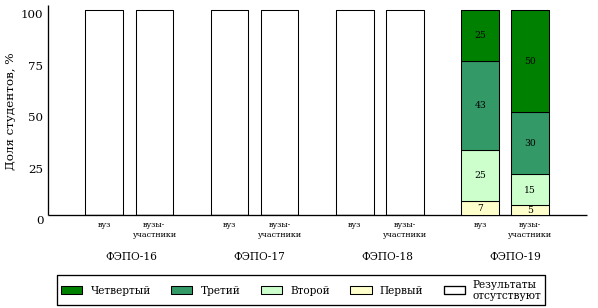 Доля студентов, %
100
75
50
25
0
25
43
25
7
50
30
15
5
вуз вузы-участники вуз вузы-участники вуз вузы-участники вуз вузы-участники
ФЭПО-16 ФЭПО-17 ФЭПО-18 ФЭПО-19
Четвертый Третий Второй Первый Результаты
отсутствуют